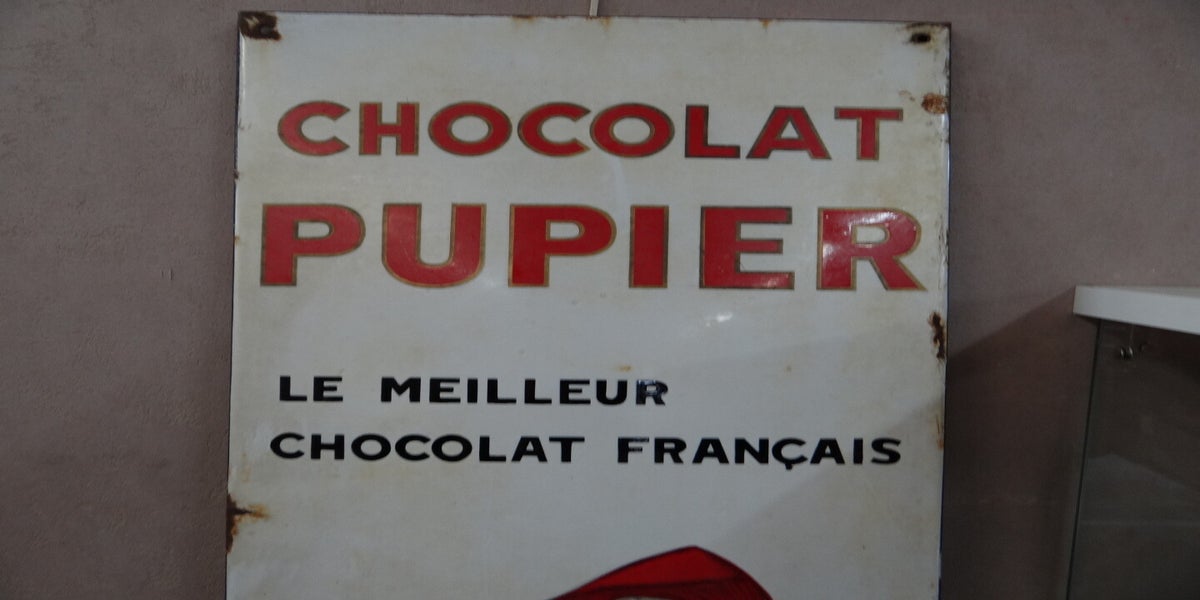 CHOCOLAT
PUPIER
LE MEILLEUR
CHOCOLAT FRANÇAIS